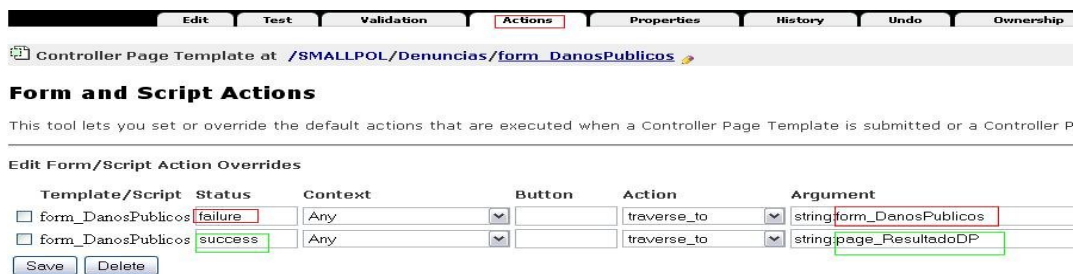 Edit Test Validation Actions Properties History Undo Ownership
Controller Page Template at /SMALLPOL/Denuncias/form_DanosPublicos
Form and Script Actions
This tool lets you set or override the default actions that are executed when a Controller Page Template is submitted or a Controller P
Edit Form/Script Action Overrides
Template/Script Status Context Button Action Argument
form_DanosPublicos failure Any traverse_to string:form_DanosPublicos
form_DanosPublicos success Any traverse_to string:page_ResultadoDP
Save Delete